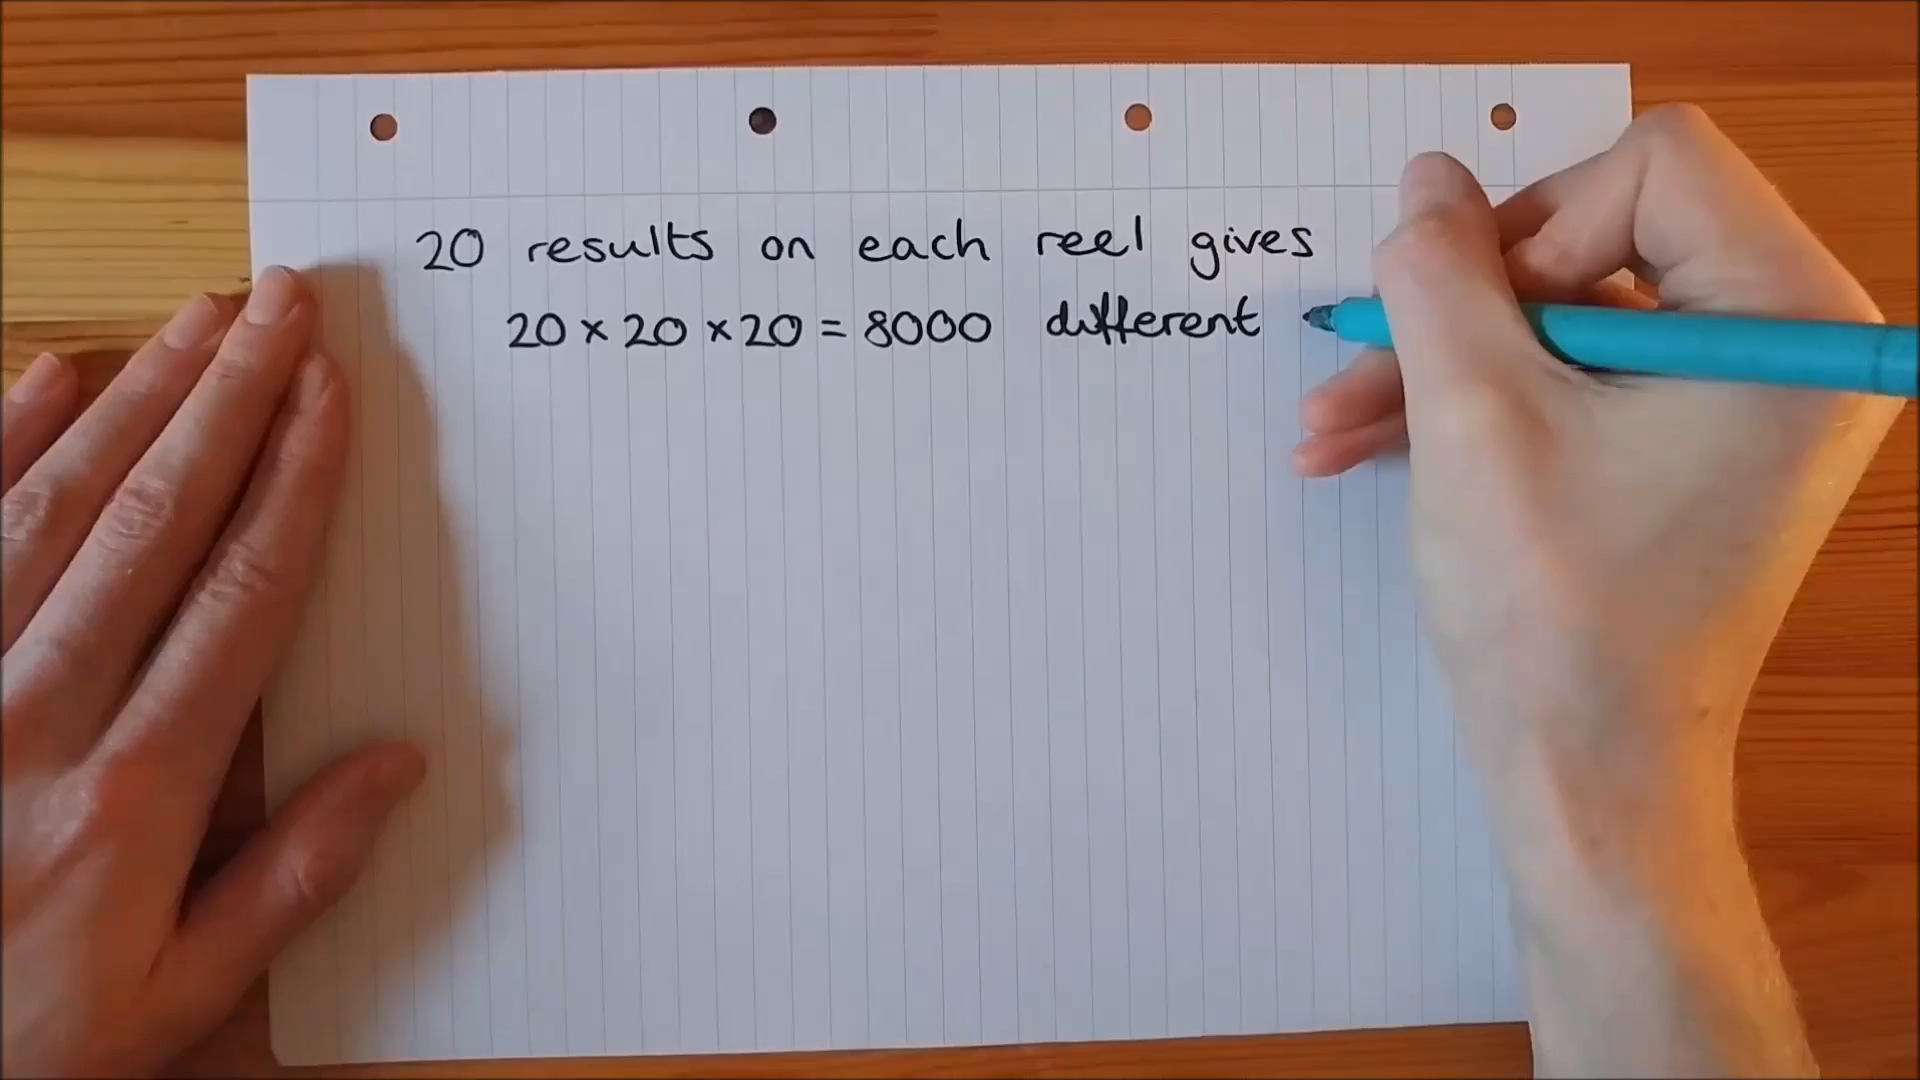 20 results on each reel gives
20 × 20 × 20 = 8000 different